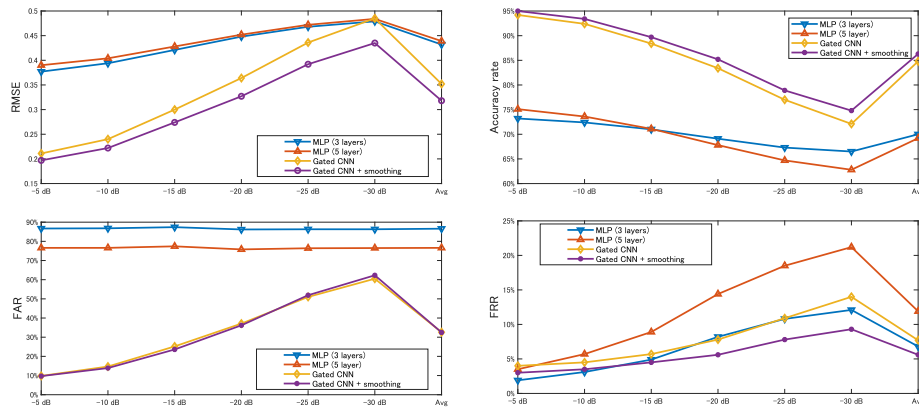 0.5
0.45
0.4
0.35
0.3
0.25
0.2
0.15
RMSE
-5 dB
-10 dB
-15 dB
-20 dB
-25 dB
-30 dB
Avg
MLP (3 layers)
MLP (5 layer)
Gated CNN
Gated CNN + smoothing
95%
90%
85%
80%
75%
70%
65%
60%
Accuracy rate
-5 dB
-10 dB
-15 dB
-20 dB
-25 dB
-30 dB
Avg
MLP (3 layers)
MLP (5 layer)
Gated CNN
Gated CNN + smoothing
90%
80%
70%
60%
50%
40%
30%
20%
10%
0%
FAR
-5 dB
-10 dB
-15 dB
-20 dB
-25 dB
-30 dB
Avg
MLP (3 layers)
MLP (5 layer)
Gated CNN
Gated CNN + smoothing
25%
20%
15%
10%
5%
0%
FRR
-5 dB
-10 dB
-15 dB
-20 dB
-25 dB
-30 dB
MLP (3 layers)
MLP (5 layer)
Gated CNN
Gated CNN + smoothing